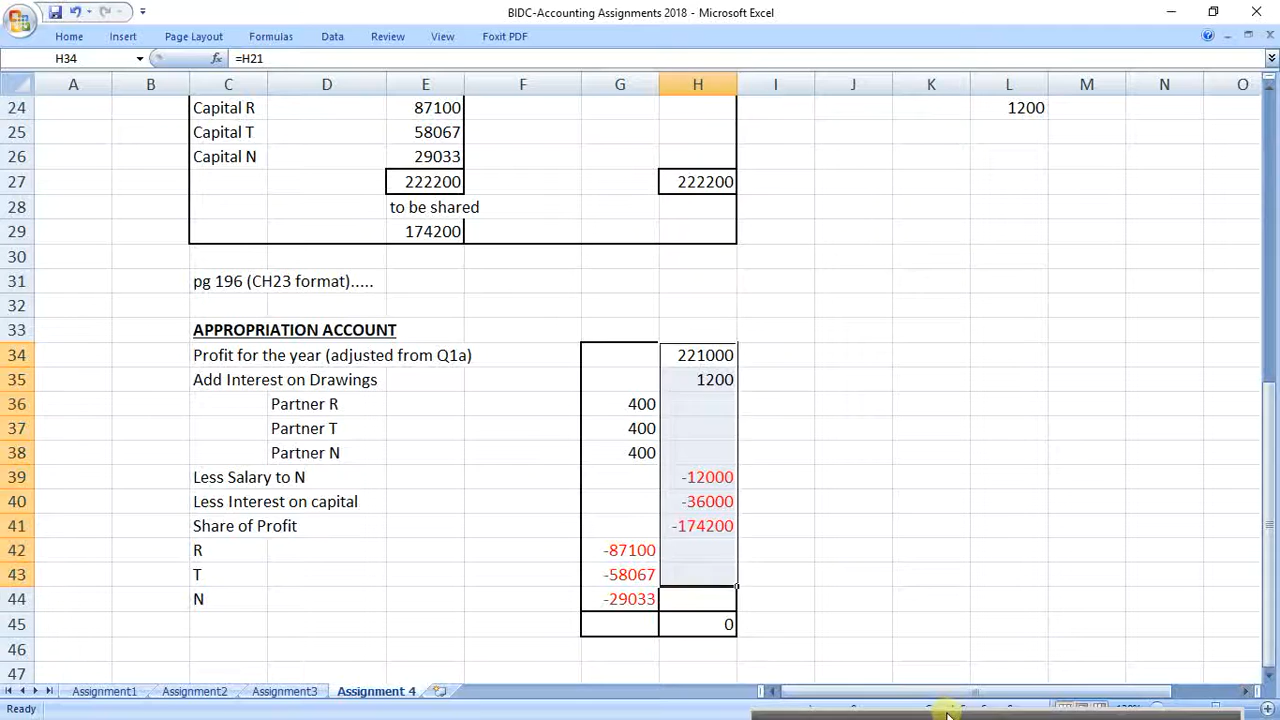 BIDC-Accounting Assignments 2018 - Microsoft Excel
Home Insert Page Layout Formulas Data Review View Foxit PDF
H34 fx =H21
A B C D E F G H I J K L M N O
24 Capital R 87100 1200
25 Capital T 58067
26 Capital N 29033
27 222200 222200
28 to be shared
29 174200
30
31 pg 196 (CH23 format).....
32
33 APPROPRIATION ACCOUNT
34 Profit for the year (adjusted from Q1a) 221000
35 Add Interest on Drawings 1200
36 Partner R 400
37 Partner T 400
38 Partner N 400
39 Less Salary to N -12000
40 Less Interest on capital -36000
41 Share of Profit -174200
42 R -87100
43 T -58067
44 N -29033
45 0
46
47
Assignment1 Assignment2 Assignment3 Assignment 4
Ready